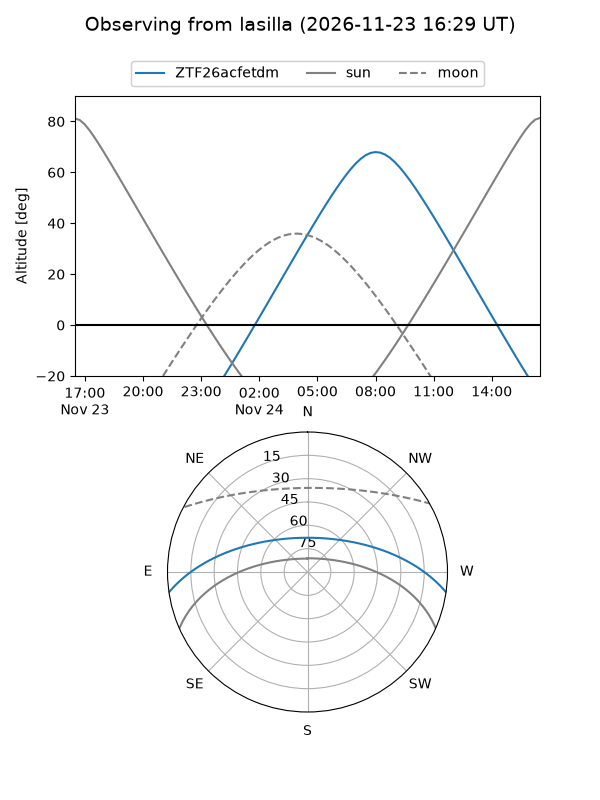 Observing from lasilla (2026-11-23 16:29 UT)
ZTF26acfetdm sun moon
Altitude [deg]
80
60
40
20
0
−20
17:00 20:00 23:00 02:00 05:00 08:00 11:00 14:00
Nov 23 Nov 24
N
NE NW
15
30
45
60
75
E W
SE SW
S